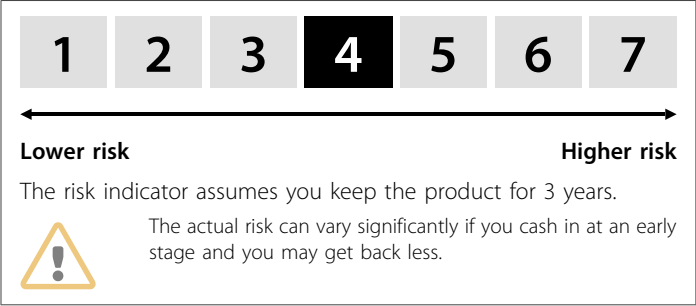 1 2 3 4 5 6 7
Lower risk Higher risk
The risk indicator assumes you keep the product for 3 years.
The actual risk can vary significantly if you cash in at an early
stage and you may get back less.